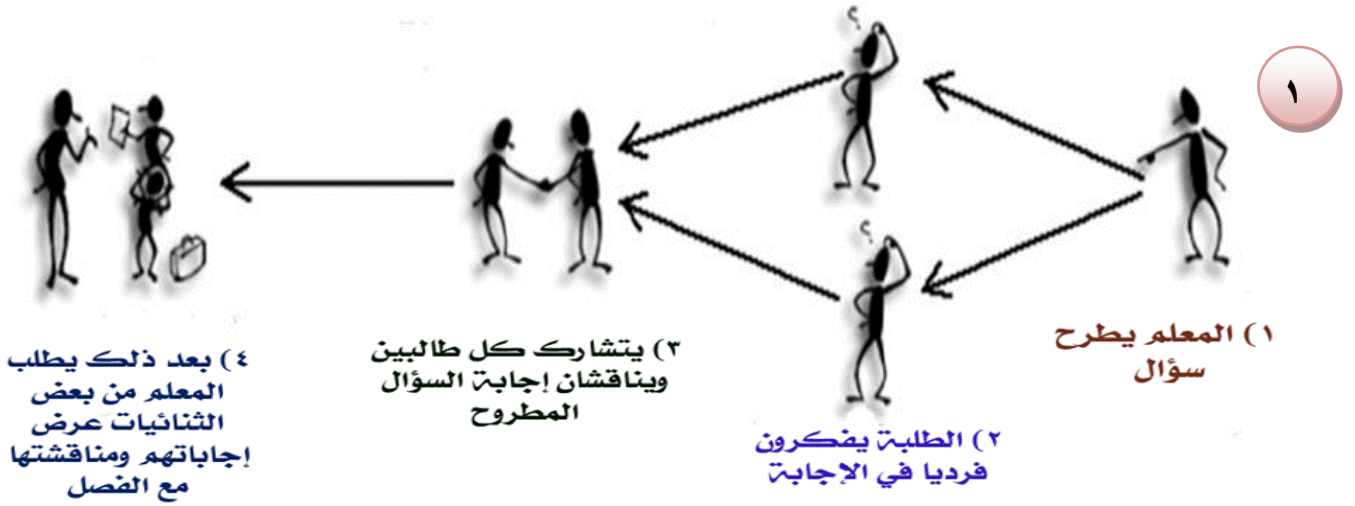 ١
١) المعلم يطرح
سؤال
؟
؟
٢) الطلبة يفكرون
فرديا في الإجابة
٣) يتشارك كل طالبين
ويناقشان إجابة السؤال
المطروح
٤) بعد ذلك يطلب
المعلم من بعض
الثنائيات عرض
إجاباتهم ومناقشتها
مع الفصل